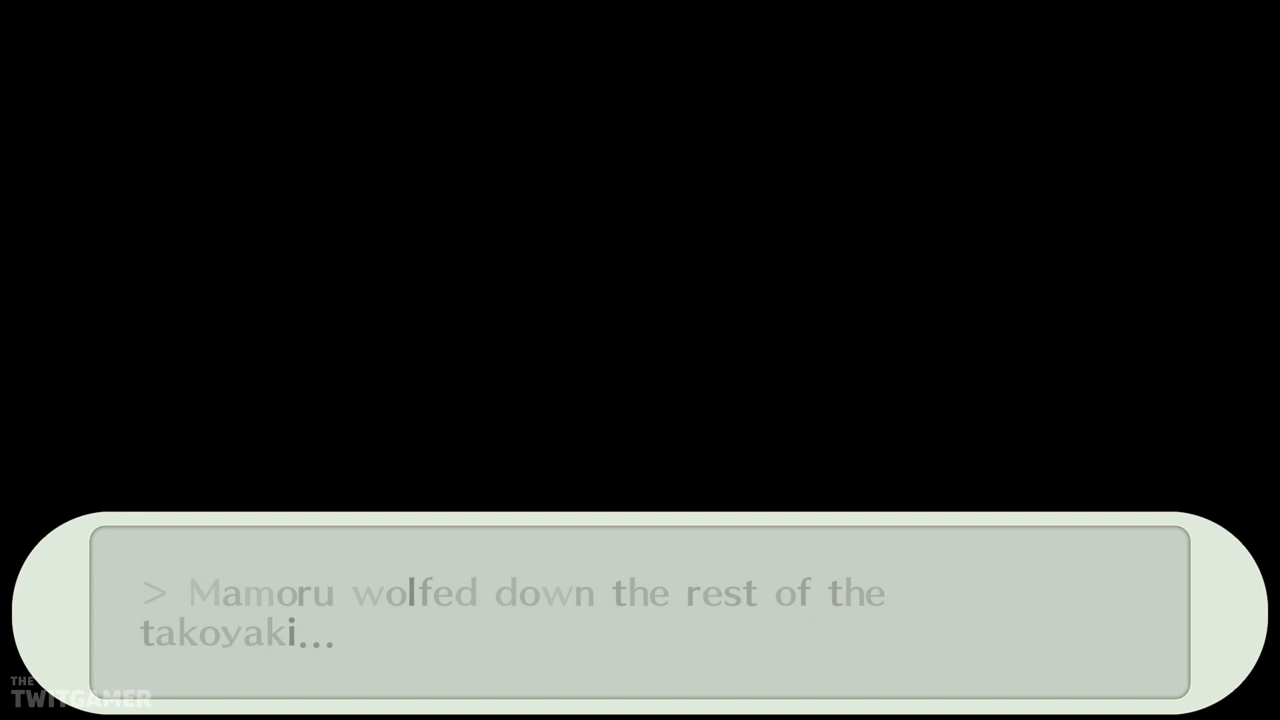 > Mamoru wolfed down the rest of the
takoyaki...
THE
TWITGAMER